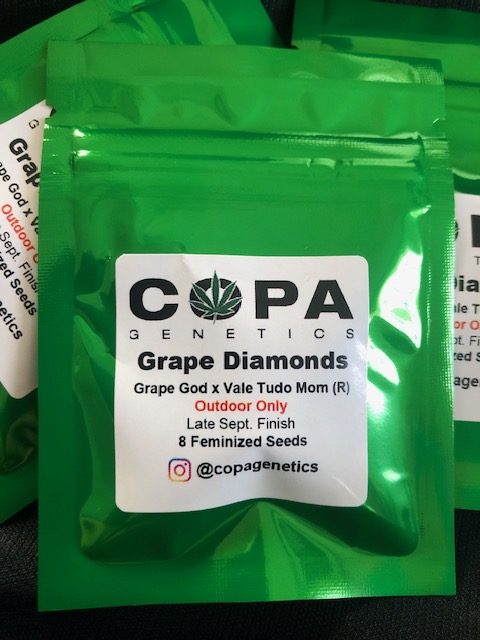 COPA
GENETICS
Grape Diamonds
Grape God x Vale Tudo Mom (R)
Outdoor Only
Late Sept. Finish
8 Feminized Seeds
@copagenetics